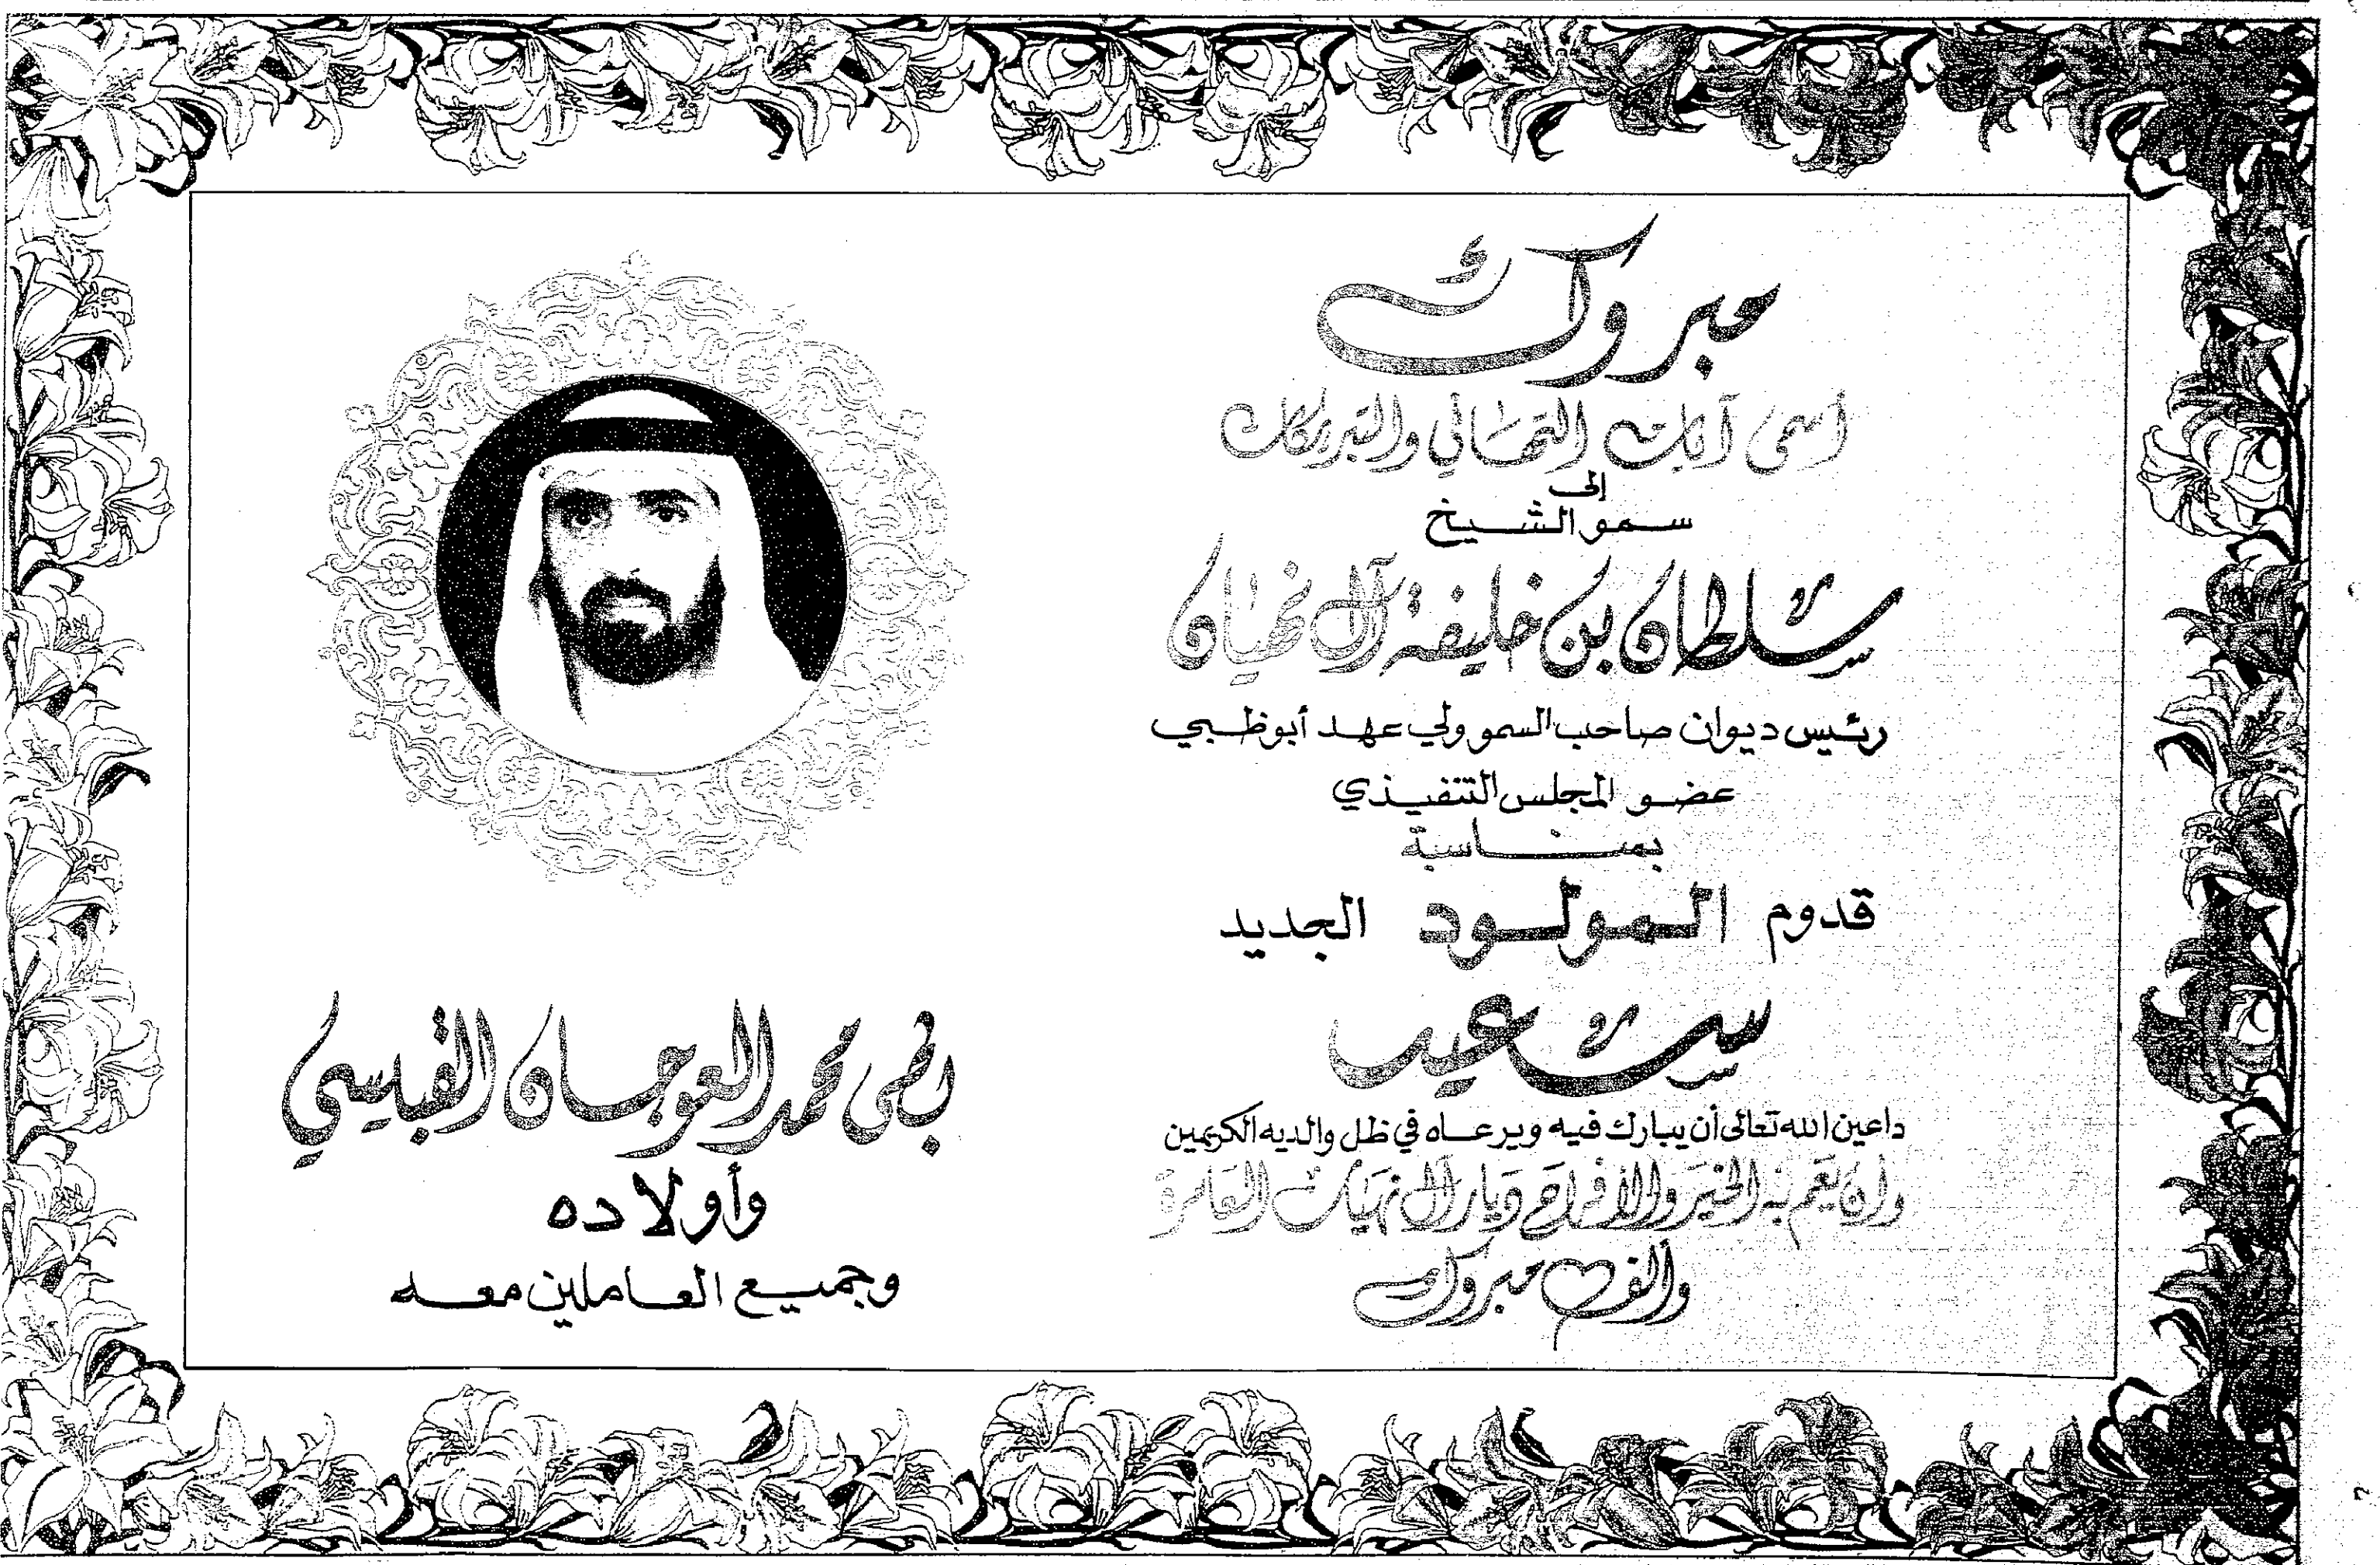 مبروك
أسمى آيات التهاني والتبريكات
إلى
سمو الشيخ
سلطان بن خليفة آل نهيان
رئيس ديوان صاحب السمو ولي عهد أبوظبي
عضو المجلس التنفيذي
بمناسبة
قدوم المولود الجديد
سعيد
داعين الله تعالى أن يبارك فيه ويرعاه في ظل والديه الكريمين
وأن يعم به الخير والأفراح ديار آل نهيان العامرة
وألف مبروك
محمد العوجان القبيسي
وأولاده
وجميع العاملين معه